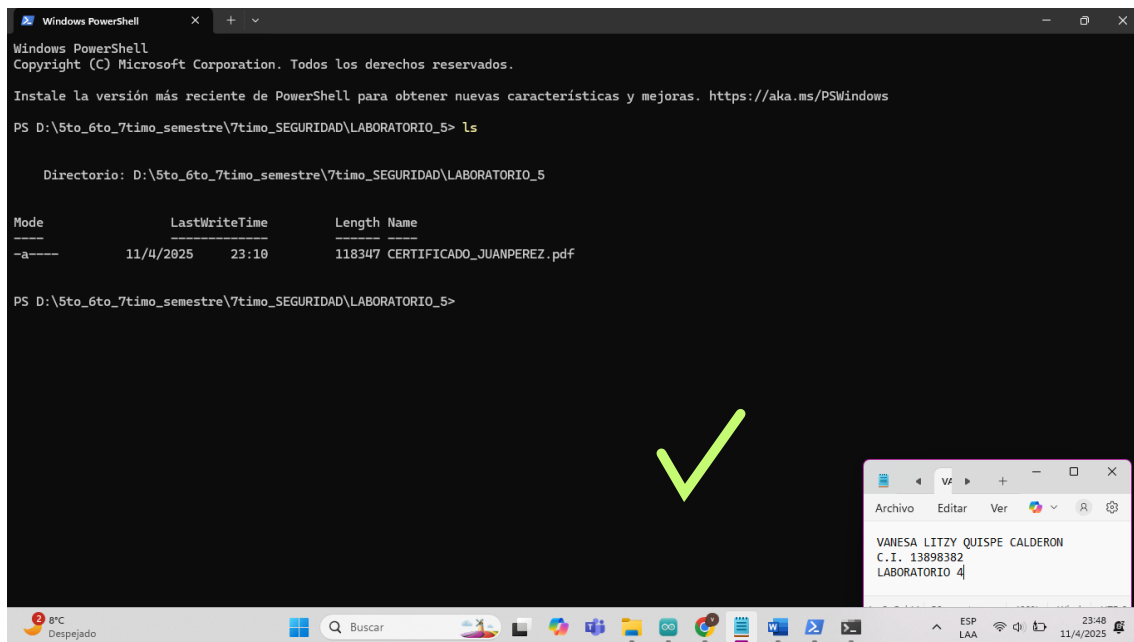 Windows PowerShell
Windows PowerShell
Copyright (C) Microsoft Corporation. Todos los derechos reservados.
Instale la versión más reciente de PowerShell para obtener nuevas características y mejoras. https://aka.ms/PSWindows
PS D:\5to_6to_7timo_semestre\7timo_SEGURIDAD\LABORATORIO_5> ls
Directorio: D:\5to_6to_7timo_semestre\7timo_SEGURIDAD\LABORATORIO_5
Mode LastWriteTime Length Name
---- ------------- ------ ----
-a---- 11/4/2025 23:10 118347 CERTIFICADO_JUANPEREZ.pdf
PS D:\5to_6to_7timo_semestre\7timo_SEGURIDAD\LABORATORIO_5>
Archivo Editar Ver
VANESA LITZY QUISPE CALDERON
C.I. 13898382
LABORATORIO 4
2
8°C
Despejado
Buscar
ESP
LAA
23:48
11/4/2025